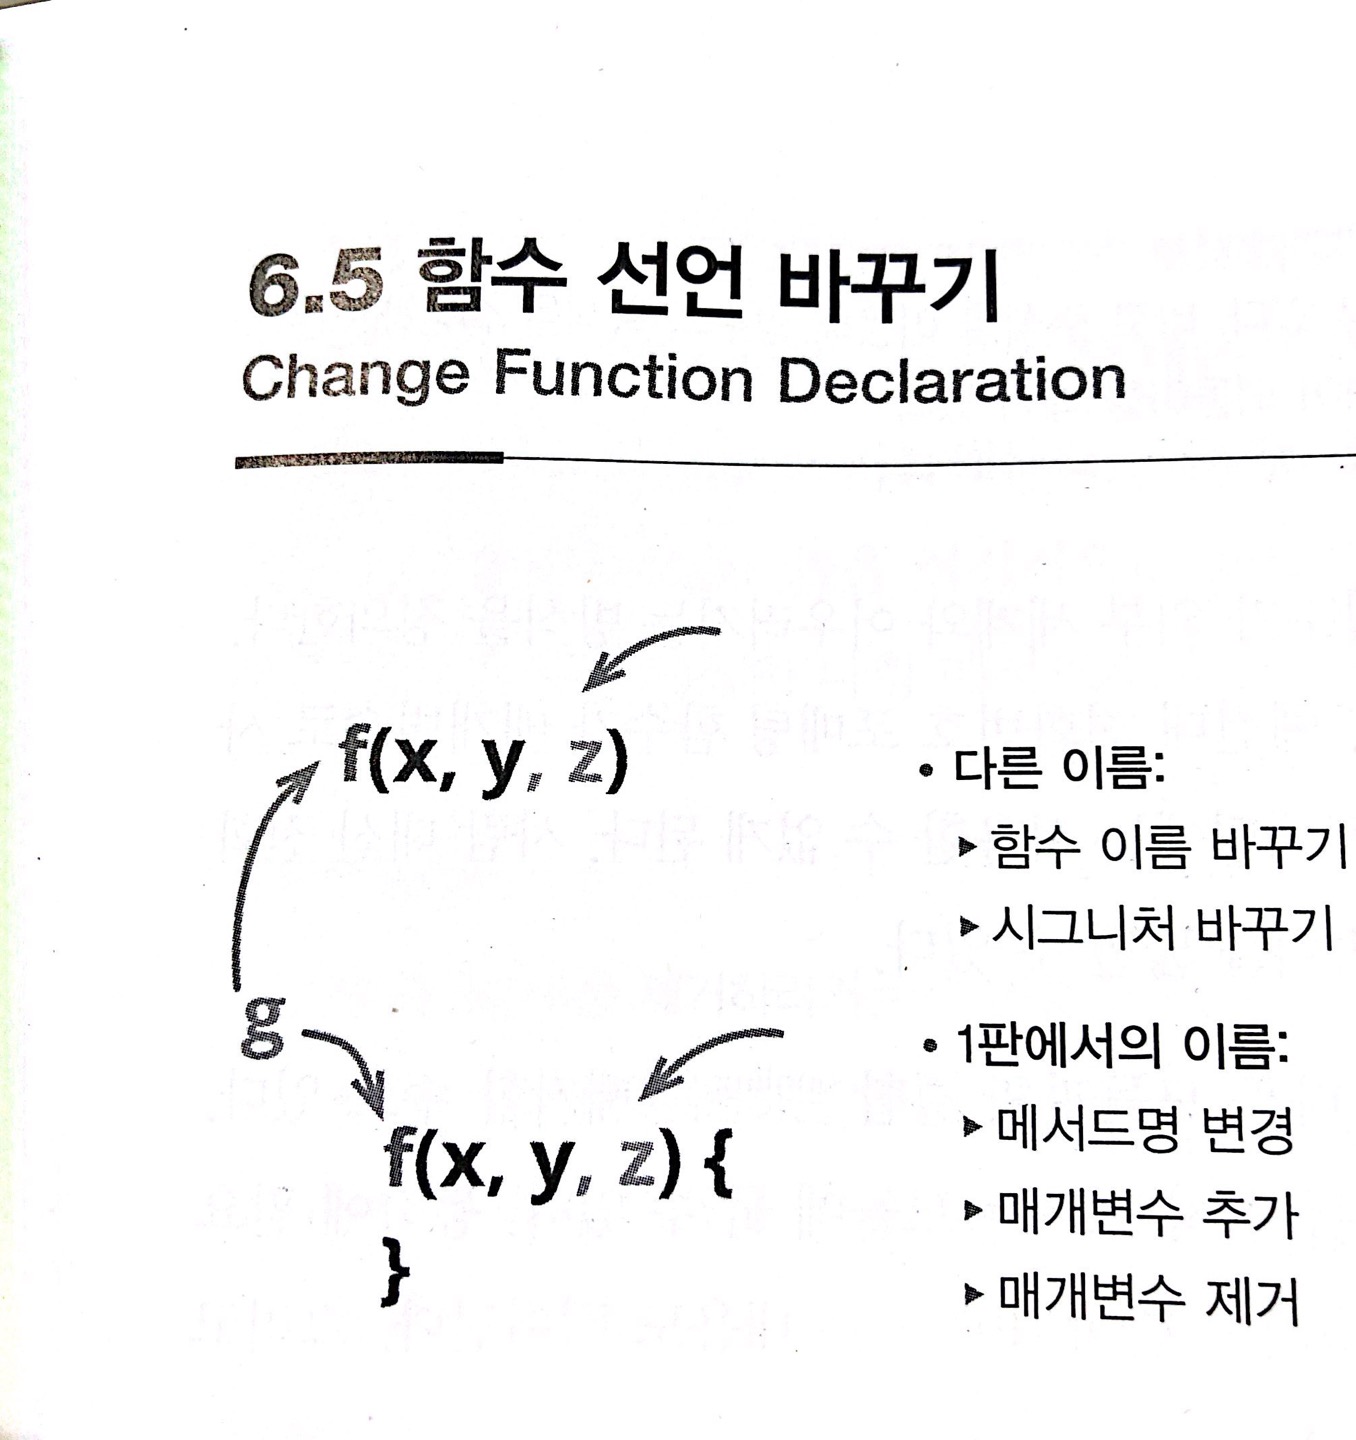 6.5 함수 선언 바꾸기
Change Function Declaration
f(x, y, z)
g
f(x, y, z) {
}
• 다른 이름:
▸ 함수 이름 바꾸기
▸ 시그니처 바꾸기
• 1판에서의 이름:
▸ 메서드명 변경
▸ 매개변수 추가
▸ 매개변수 제거